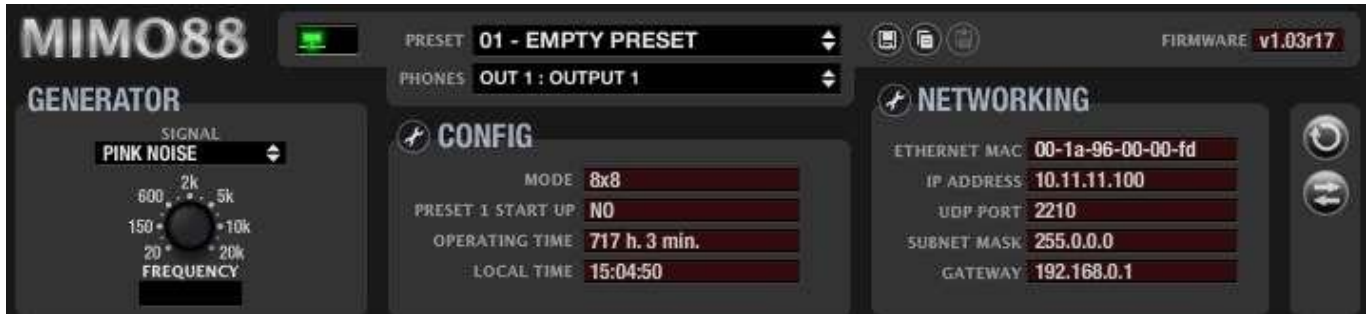 MIMO88
PRESET 01 - EMPTY PRESET
FIRMWARE v1.03r17
PHONES OUT 1 : OUTPUT 1
GENERATOR
SIGNAL
PINK NOISE
2k
600 5k
150 10k
20 20k
FREQUENCY
CONFIG
MODE 8x8
PRESET 1 START UP NO
OPERATING TIME 717 h. 3 min.
LOCAL TIME 15:04:50
NETWORKING
ETHERNET MAC 00-1a-96-00-00-fd
IP ADDRESS 10.11.11.100
UDP PORT 2210
SUBNET MASK 255.0.0.0
GATEWAY 192.168.0.1